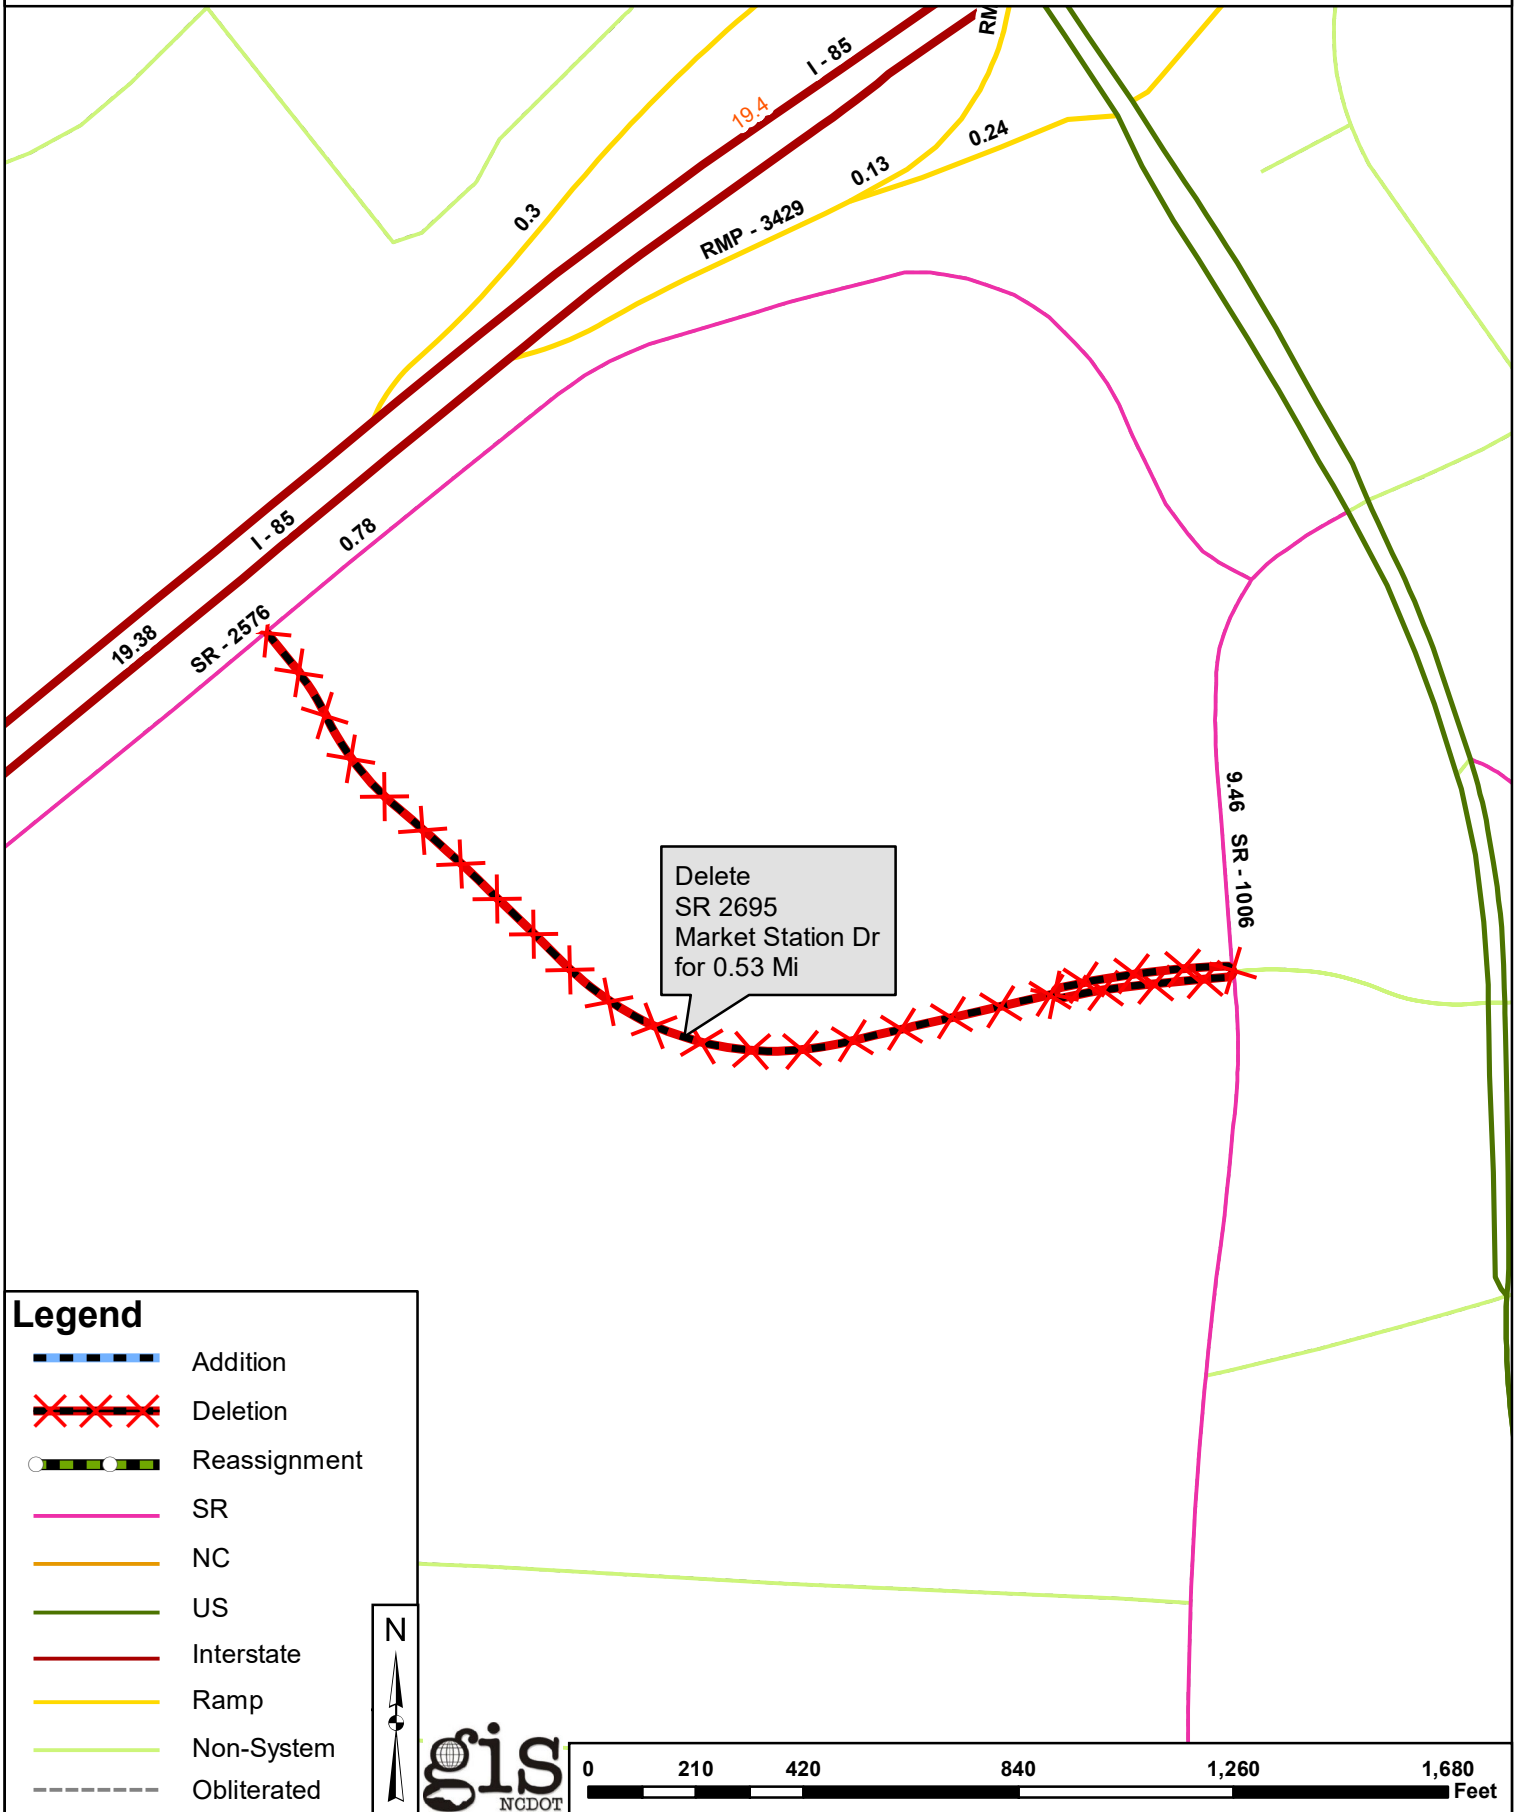 RM
I - 85
19.4
0.24
0.13
0.3
RMP - 3429
I - 85
0.78
19.38
SR - 2576
9.46 SR - 1006
Delete
SR 2695
Market Station Dr
for 0.53 Mi
Legend
Addition
Deletion
Reassignment
SR
NC
US
Interstate
Ramp
Non-System
Obliterated
N
gis
NCDOT
0 210 420 840 1,260 1,680
Feet